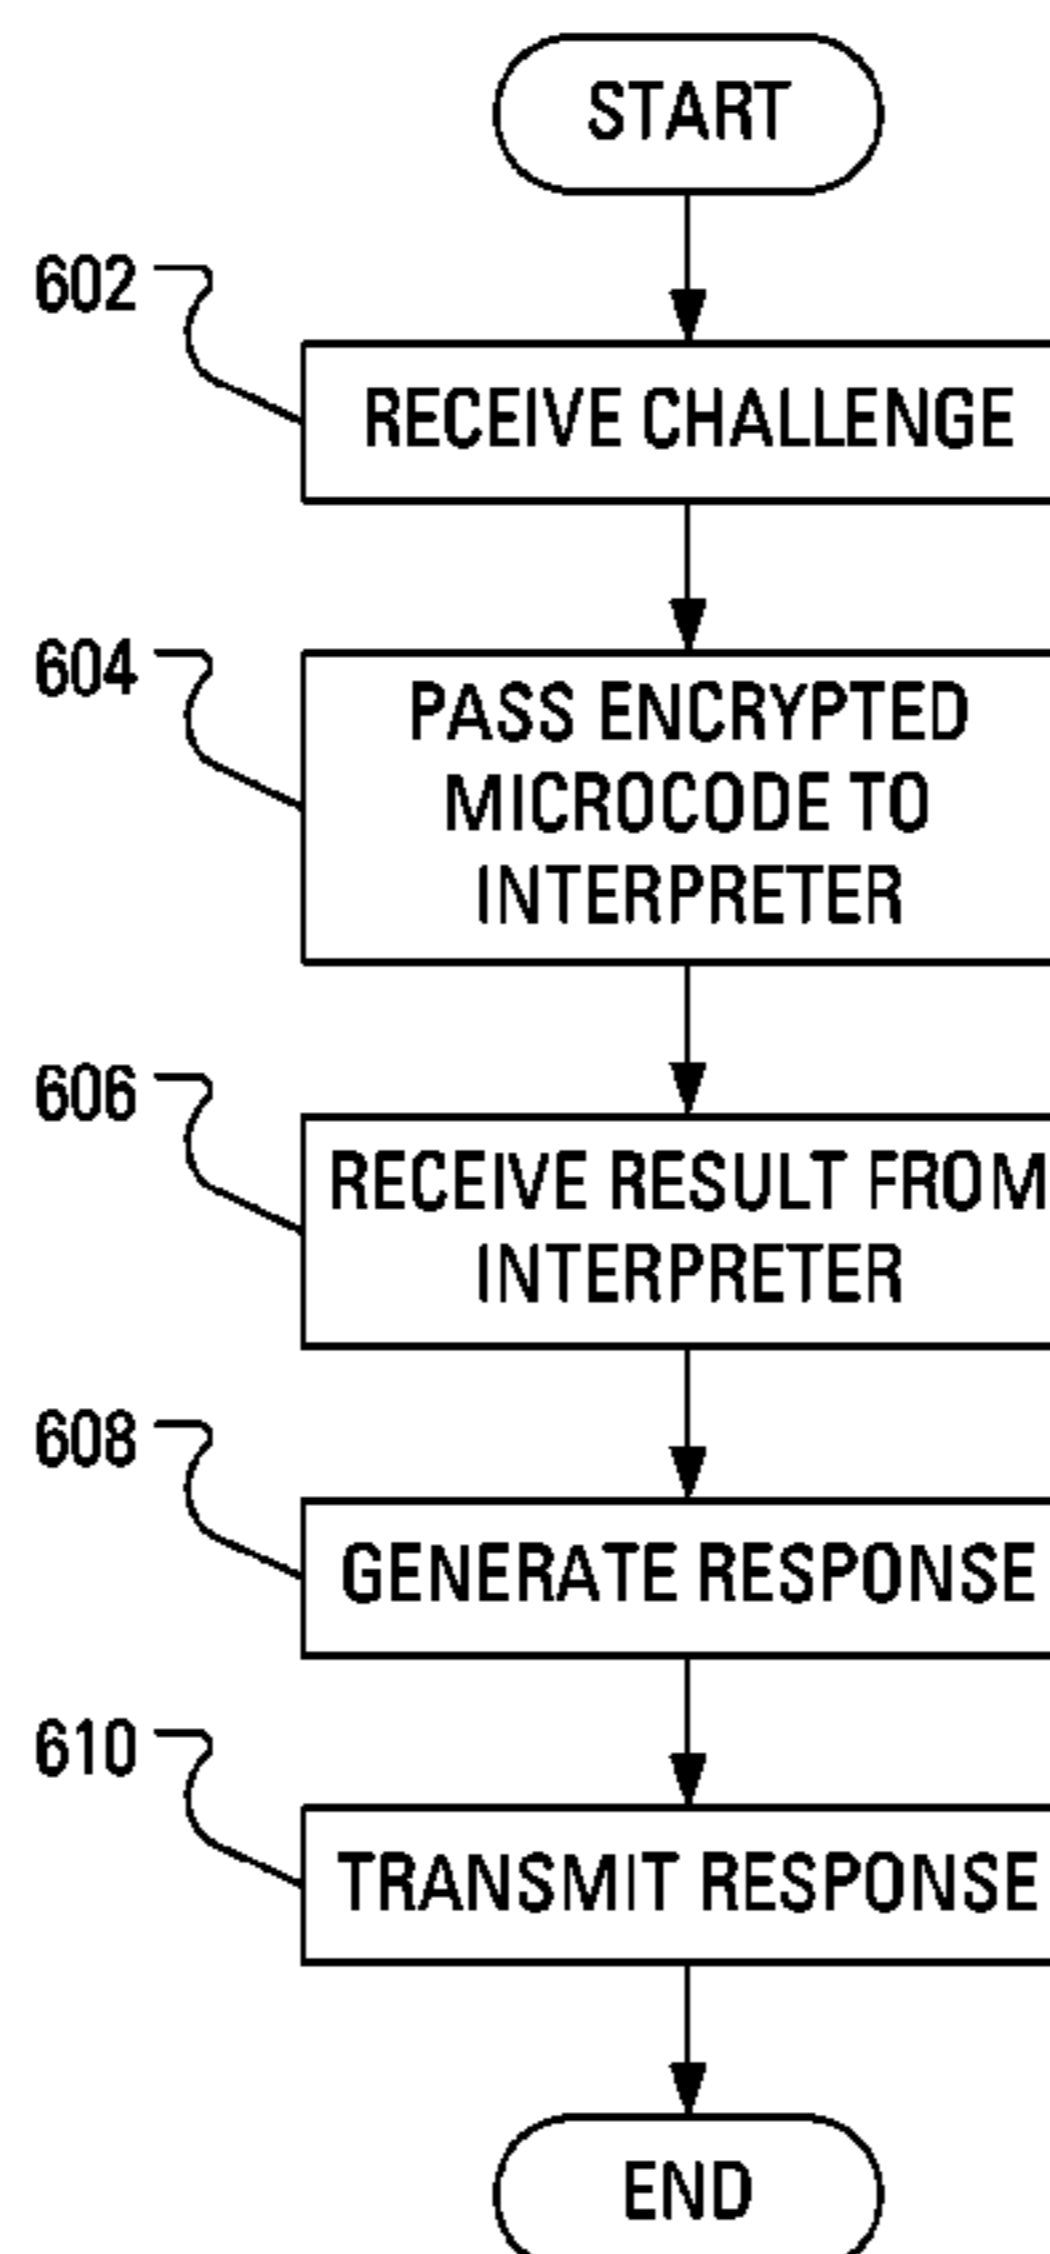 START
602
RECEIVE CHALLENGE
604
PASS ENCRYPTED
MICROCODE TO
INTERPRETER
606
RECEIVE RESULT FROM
INTERPRETER
608
GENERATE RESPONSE
610
TRANSMIT RESPONSE
END